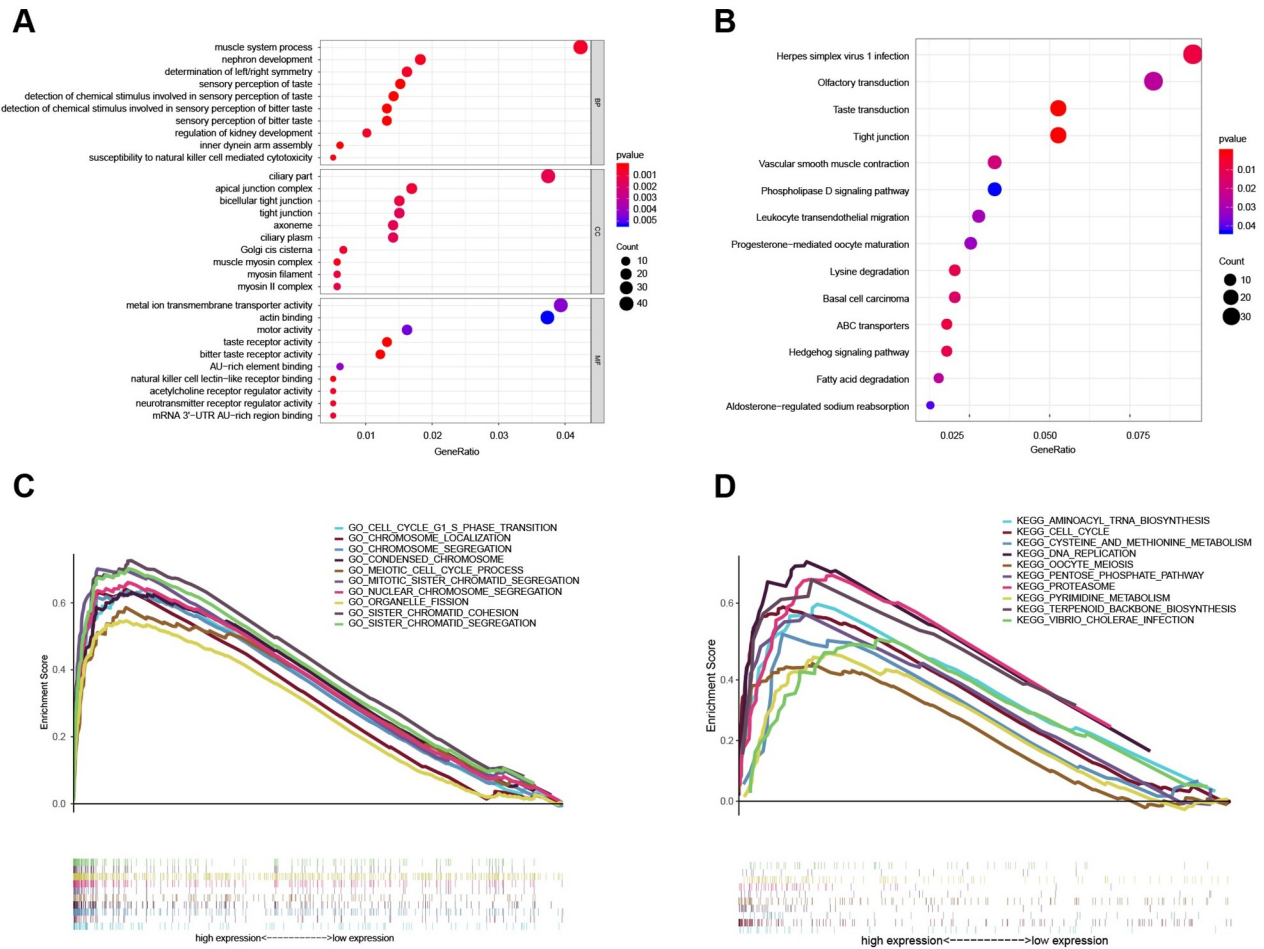 A
muscle system process
nephron development
determination of left/right symmetry
sensory perception of taste
detection of chemical stimulus involved in sensory perception of taste
detection of chemical stimulus involved in sensory perception of bitter taste
sensory perception of bitter taste
regulation of kidney development
inner dynein arm assembly
susceptibility to natural killer cell mediated cytotoxicity
BP
ciliary part
apical junction complex
bicellular tight junction
tight junction
axoneme
ciliary plasm
Golgi cis cisterna
muscle myosin complex
myosin filament
myosin II complex
CC
metal ion transmembrane transporter activity
actin binding
motor activity
taste receptor activity
bitter taste receptor activity
AU−rich element binding
natural killer cell lectin−like receptor binding
acetylcholine receptor regulator activity
neurotransmitter receptor regulator activity
mRNA 3'−UTR AU−rich region binding
MF
0.01 0.02 0.03 0.04
GeneRatio
pvalue
0.001
0.002
0.003
0.004
0.005
Count
10
20
30
40
B
Herpes simplex virus 1 infection
Olfactory transduction
Taste transduction
Tight junction
Vascular smooth muscle contraction
Phospholipase D signaling pathway
Leukocyte transendothelial migration
Progesterone−mediated oocyte maturation
Lysine degradation
Basal cell carcinoma
ABC transporters
Hedgehog signaling pathway
Fatty acid degradation
Aldosterone−regulated sodium reabsorption
0.025 0.050 0.075
GeneRatio
pvalue
0.01
0.02
0.03
0.04
Count
10
20
30
C
GO_CELL_CYCLE_G1_S_PHASE_TRANSITION
GO_CHROMOSOME_LOCALIZATION
GO_CHROMOSOME_SEGREGATION
GO_CONDENSED_CHROMOSOME
GO_MEIOTIC_CELL_CYCLE_PROCESS
GO_MITOTIC_SISTER_CHROMATID_SEGREGATION
GO_NUCLEAR_CHROMOSOME_SEGREGATION
GO_ORGANELLE_FISSION
GO_SISTER_CHROMATID_COHESION
GO_SISTER_CHROMATID_SEGREGATION
Enrichment Score
0.6
0.4
0.2
0.0
high expression<----------->low expression
D
KEGG_AMINOACYL_TRNA_BIOSYNTHESIS
KEGG_CELL_CYCLE
KEGG_CYSTEINE_AND_METHIONINE_METABOLISM
KEGG_DNA_REPLICATION
KEGG_OOCYTE_MEIOSIS
KEGG_PENTOSE_PHOSPHATE_PATHWAY
KEGG_PROTEASOME
KEGG_PYRIMIDINE_METABOLISM
KEGG_TERPENOID_BACKBONE_BIOSYNTHESIS
KEGG_VIBRIO_CHOLERAE_INFECTION
Enrichment Score
0.6
0.4
0.2
0.0
high expression<------------>low expression